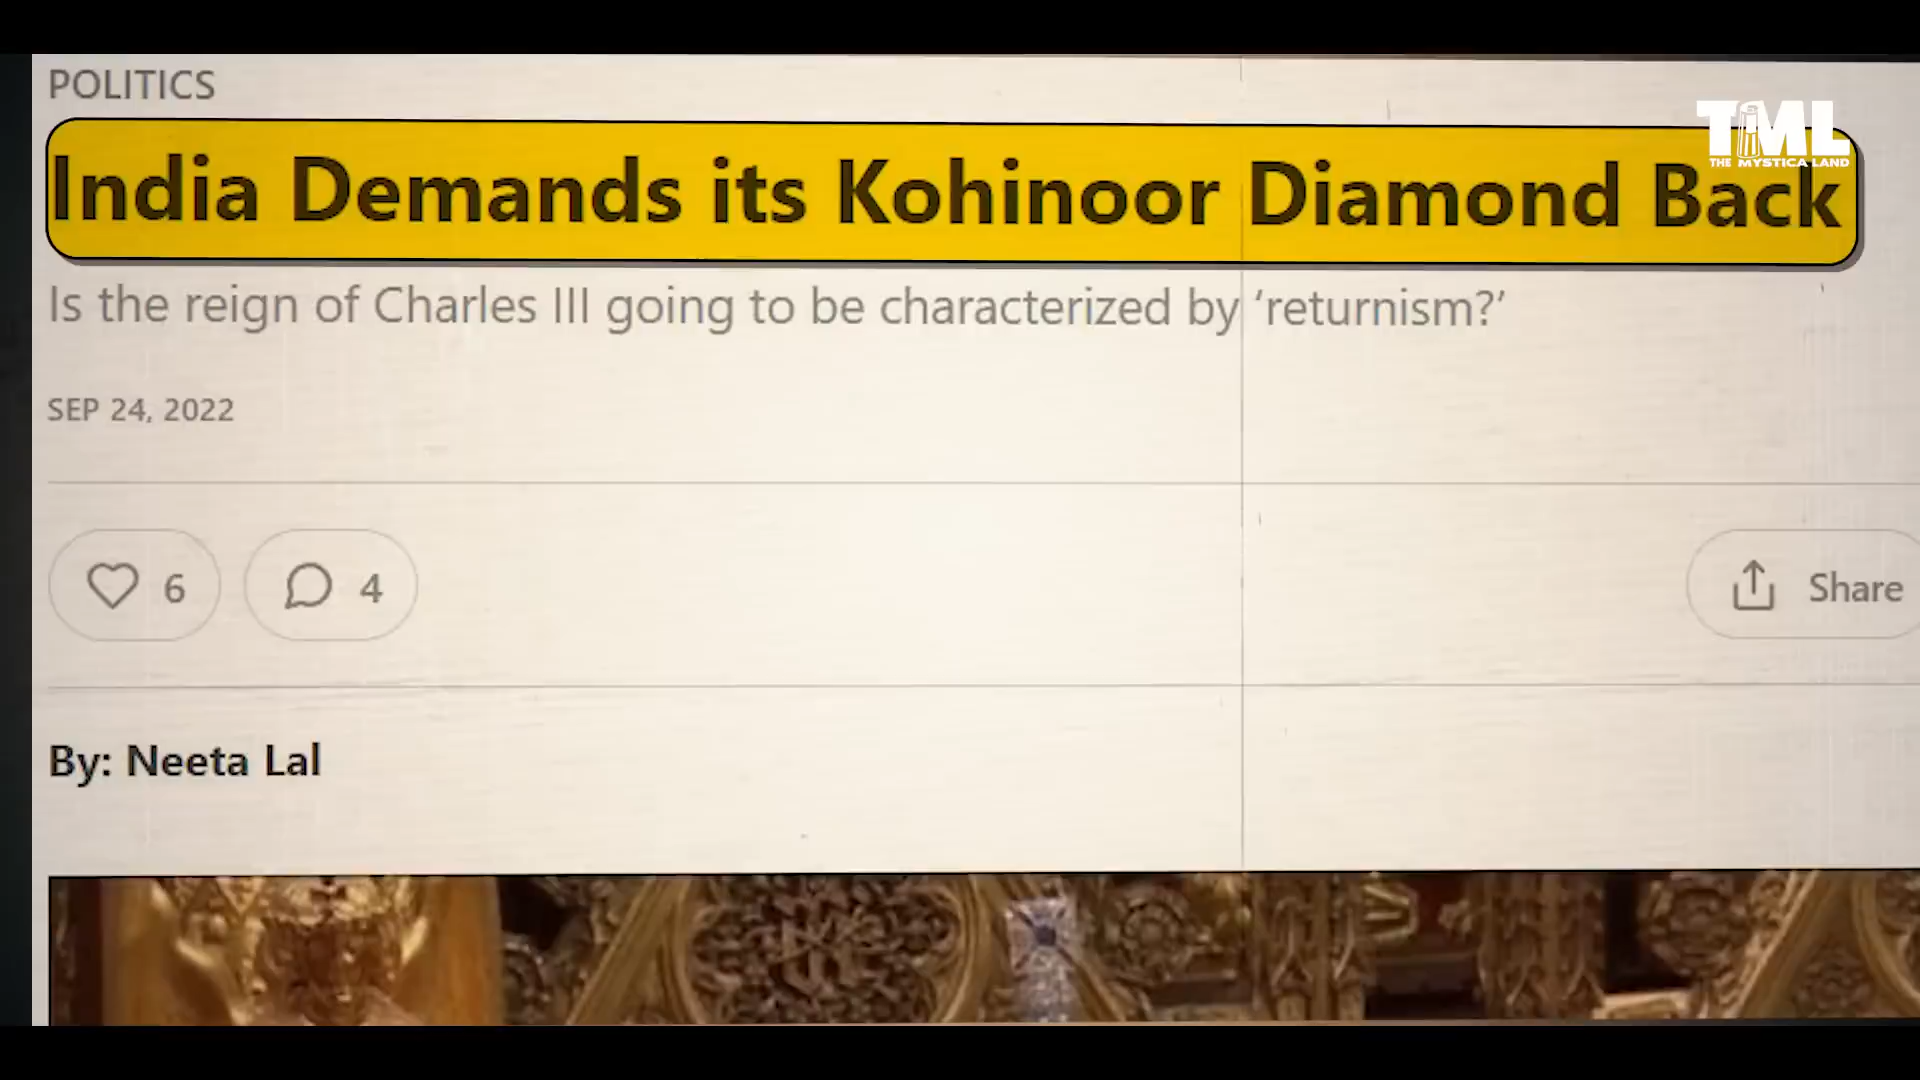 POLITICS
TML
THE MYSTICA LAND
India Demands its Kohinoor Diamond Back
Is the reign of Charles III going to be characterized by ‘returnism?’
SEP 24, 2022
6
4
Share
By: Neeta Lal